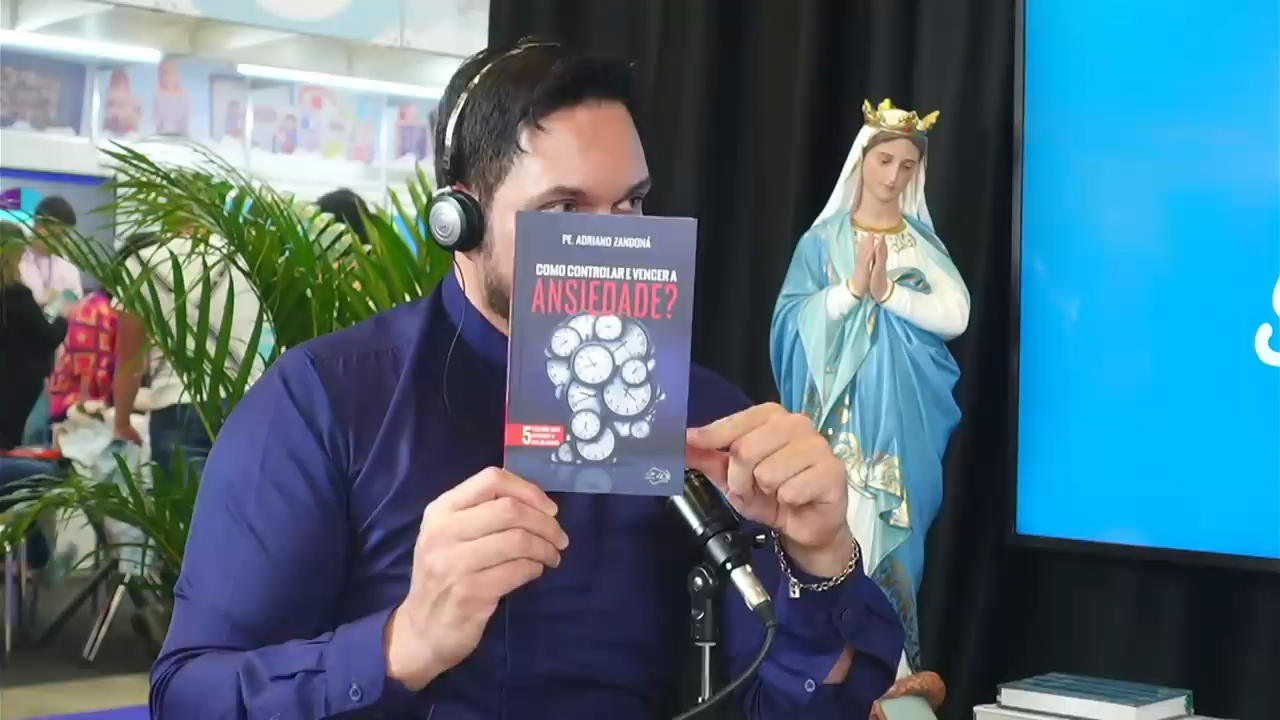 PE. ADRIANO ZANDONÁ
COMO CONTROLAR E VENCER A
ANSIEDADE?
5